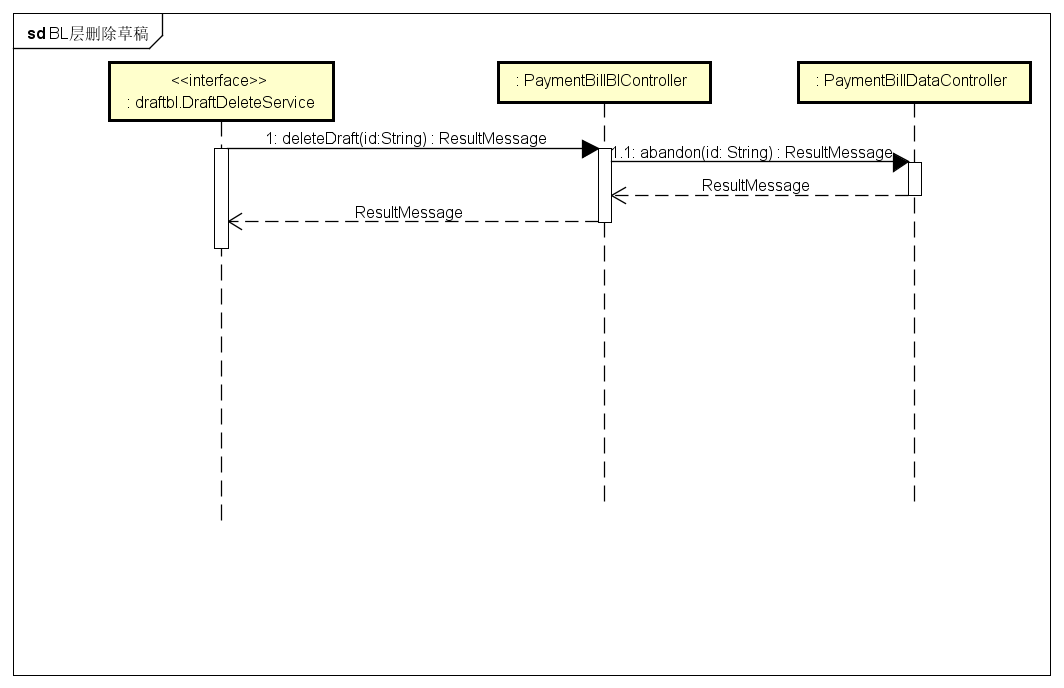 sd BL层删除草稿
<<interface>>
: draftbl.DraftDeleteService
: PaymentBillBlController
: PaymentBillDataController
1: deleteDraft(id:String) : ResultMessage
1.1: abandon(id: String) : ResultMessage
ResultMessage
ResultMessage